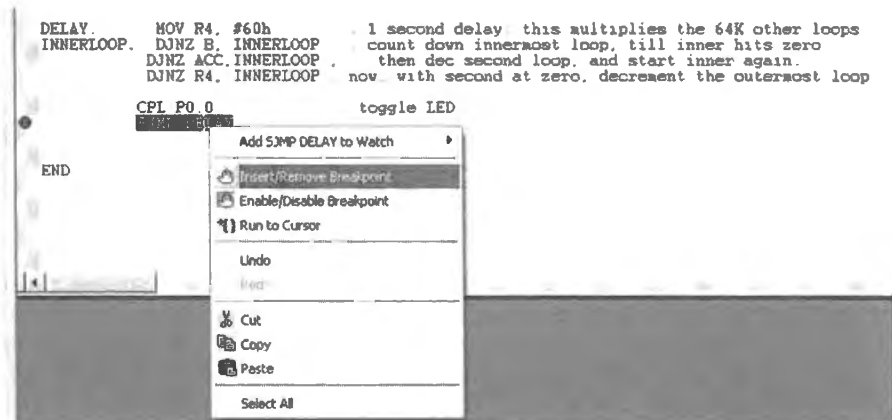 DELAY. MOV R4, #60h . 1 second delay this multiplies the 64K other loops
INNERLOOP. DJNZ B, INNERLOOP count down innermost loop, till inner hits zero
DJNZ ACC, INNERLOOP , then dec second loop, and start inner again.
DJNZ R4, INNERLOOP now with second at zero, decrement the outermost loop
CPL P0.0 toggle LED
SJMP DELAY
END
Add SJMP DELAY to Watch
Insert/Remove Breakpoint
Enable/Disable Breakpoint
*{} Run to Cursor
Undo
Cut
Copy
Paste
Select All